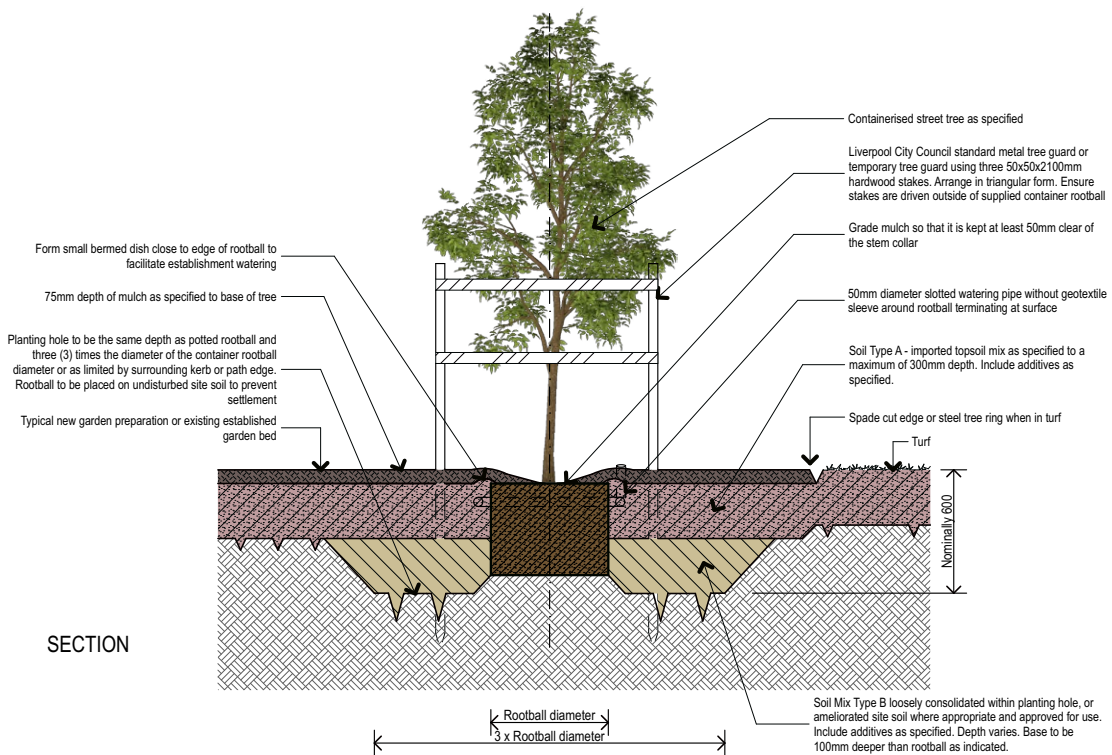 Containerised street tree as specified
Liverpool City Council standard metal tree guard or
temporary tree guard using three 50x50x2100mm
hardwood stakes. Arrange in triangular form. Ensure
stakes are driven outside of supplied container rootball
Grade mulch so that it is kept at least 50mm clear of
the stem collar
50mm diameter slotted watering pipe without geotextile
sleeve around rootball terminating at surface
Soil Type A - imported topsoil mix as specified to a
maximum of 300mm depth. Include additives as
specified.
Spade cut edge or steel tree ring when in turf
Turf
Form small bermed dish close to edge of rootball to
facilitate establishment watering
75mm depth of mulch as specified to base of tree
Planting hole to be the same depth as potted rootball and
three (3) times the diameter of the container rootball
diameter or as limited by surrounding kerb or path edge.
Rootball to be placed on undisturbed site soil to prevent
settlement
Typical new garden preparation or existing established
garden bed
Nominally 600
SECTION
Rootball diameter
3 x Rootball diameter
Soil Mix Type B loosely consolidated within planting hole, or
ameliorated site soil where appropriate and approved for use.
Include additives as specified. Depth varies. Base to be
100mm deeper than rootball as indicated.